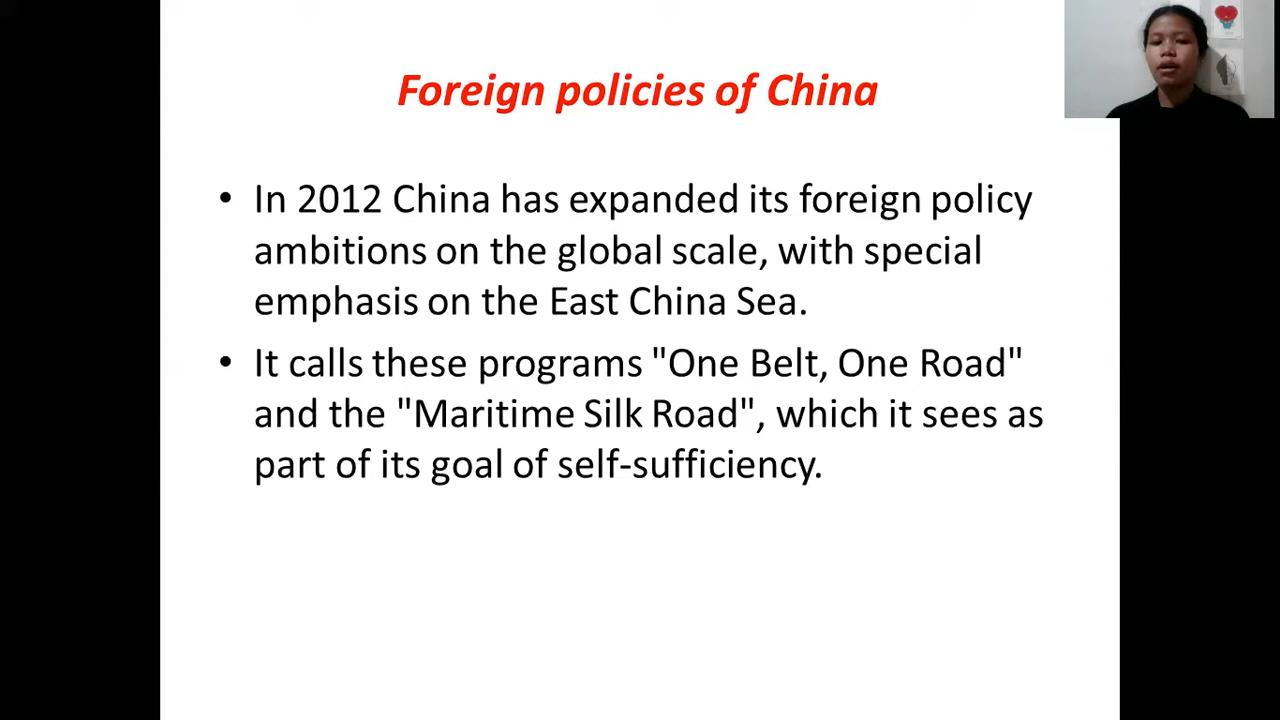 Foreign policies of China
• In 2012 China has expanded its foreign policy
ambitions on the global scale, with special
emphasis on the East China Sea.
• It calls these programs "One Belt, One Road"
and the "Maritime Silk Road", which it sees as
part of its goal of self-sufficiency.